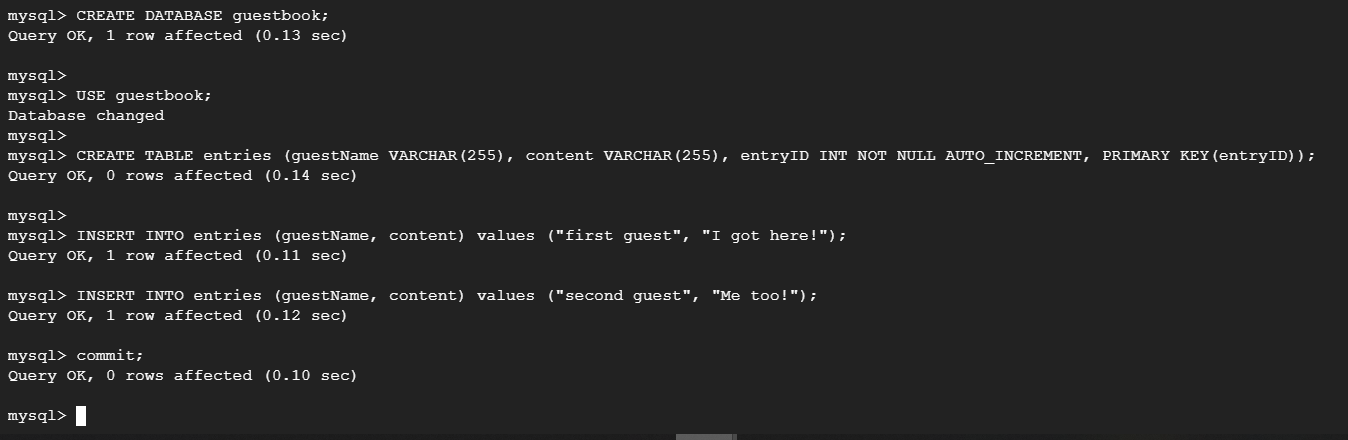 mysql> CREATE DATABASE guestbook;
Query OK, 1 row affected (0.13 sec)
mysql>
mysql> USE guestbook;
Database changed
mysql>
mysql> CREATE TABLE entries (guestName VARCHAR(255), content VARCHAR(255), entryID INT NOT NULL AUTO_INCREMENT, PRIMARY KEY(entryID));
Query OK, 0 rows affected (0.14 sec)
mysql>
mysql> INSERT INTO entries (guestName, content) values ("first guest", "I got here!");
Query OK, 1 row affected (0.11 sec)
mysql> INSERT INTO entries (guestName, content) values ("second guest", "Me too!");
Query OK, 1 row affected (0.12 sec)
mysql> commit;
Query OK, 0 rows affected (0.10 sec)
mysql>